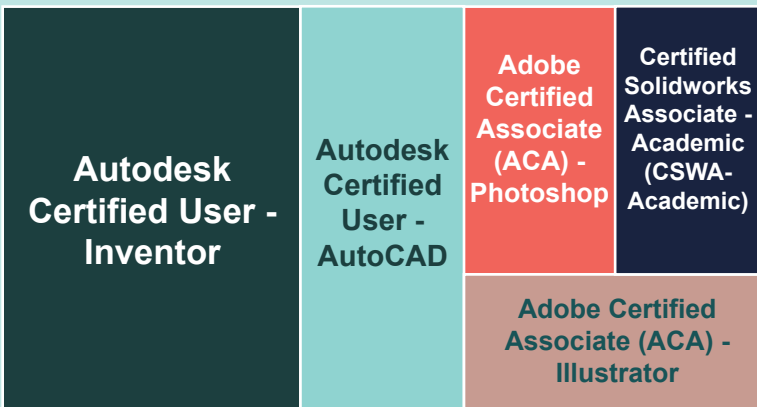 Autodesk
Certified User -
Inventor
Autodesk
Certified
User -
AutoCAD
Adobe
Certified
Associate
(ACA) -
Photoshop
Certified
Solidworks
Associate -
Academic
(CSWA-
Academic)
Adobe Certified
Associate (ACA) -
Illustrator